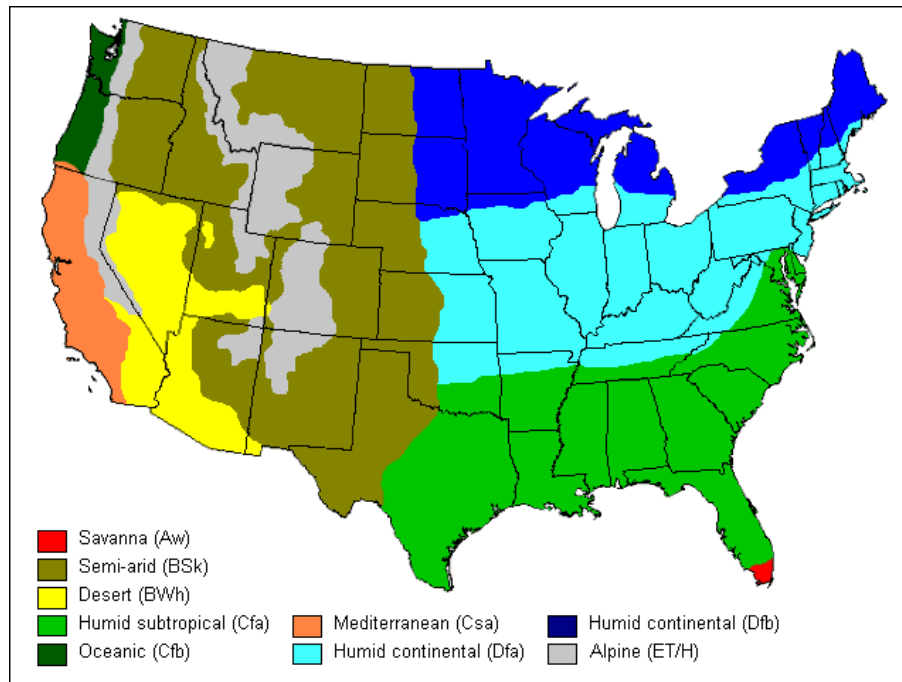 Savanna (Aw)
Semi-arid (BSk)
Desert (BWh)
Humid subtropical (Cfa)
Mediterranean (Csa)
Humid continental (Dfb)
Oceanic (Cfb)
Humid continental (Dfa)
Alpine (ET/H)